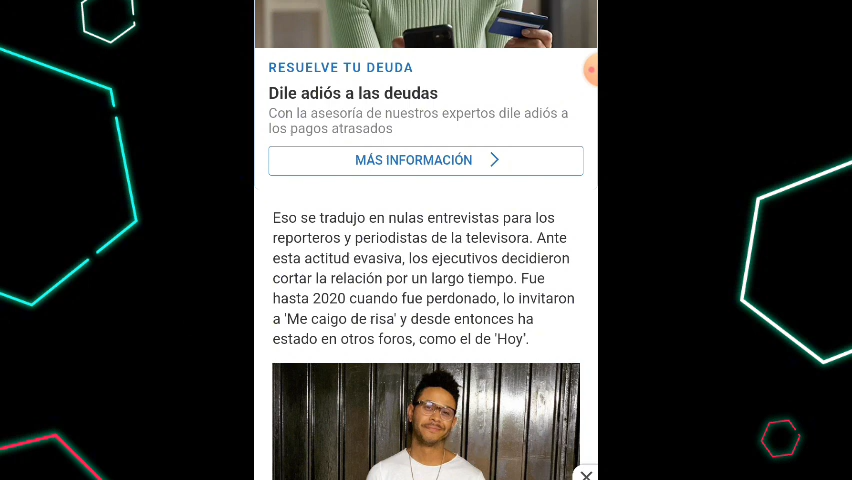 RESUELVE TU DEUDA
Dile adiós a las deudas
Con la asesoría de nuestros expertos dile adiós a
los pagos atrasados
MÁS INFORMACIÓN
Eso se tradujo en nulas entrevistas para los
reporteros y periodistas de la televisora. Ante
esta actitud evasiva, los ejecutivos decidieron
cortar la relación por un largo tiempo. Fue
hasta 2020 cuando fue perdonado, lo invitaron
a 'Me caigo de risa' y desde entonces ha
estado en otros foros, como el de 'Hoy'.